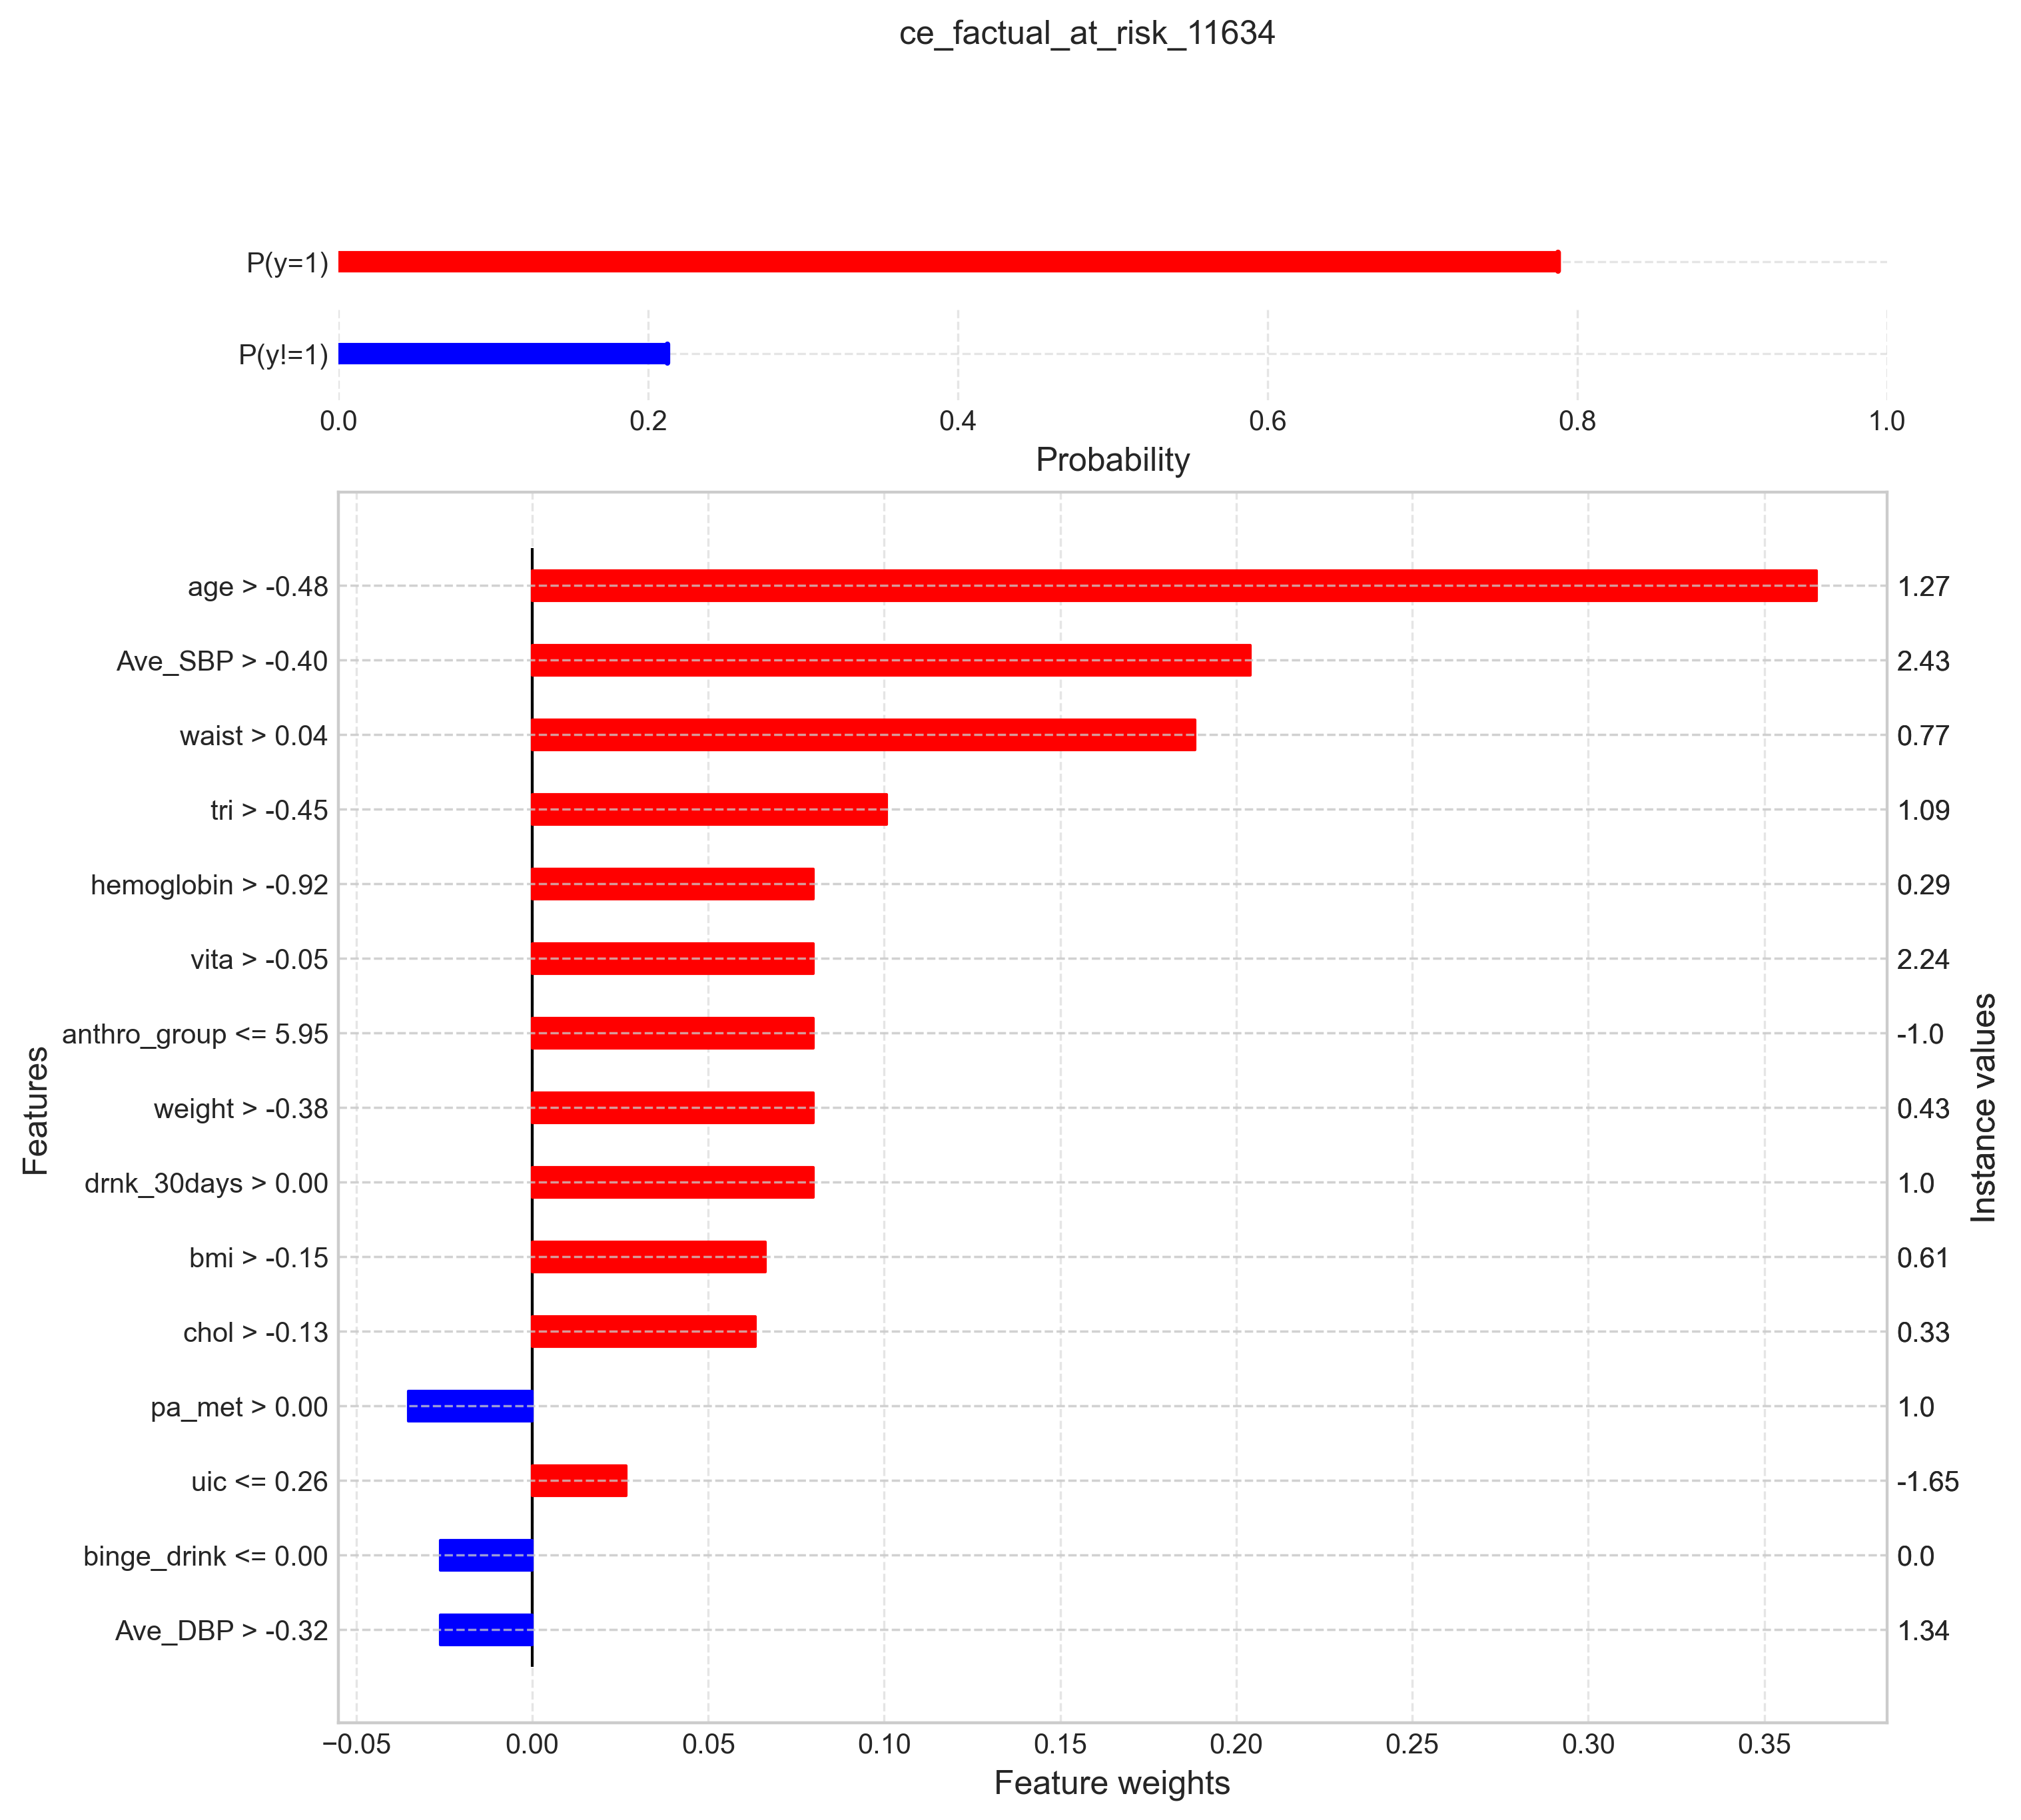 ce_factual_at_risk_11634
P(y=1)
P(y!=1)
0.0 0.2 0.4 0.6 0.8 1.0
Probability
age > -0.48 1.27
Ave_SBP > -0.40 2.43
waist > 0.04 0.77
tri > -0.45 1.09
hemoglobin > -0.92 0.29
vita > -0.05 2.24
anthro_group <= 5.95 -1.0
weight > -0.38 0.43
drnk_30days > 0.00 1.0
bmi > -0.15 0.61
chol > -0.13 0.33
pa_met > 0.00 1.0
uic <= 0.26 -1.65
binge_drink <= 0.00 0.0
Ave_DBP > -0.32 1.34
Features
Instance values
−0.05 0.00 0.05 0.10 0.15 0.20 0.25 0.30 0.35
Feature weights